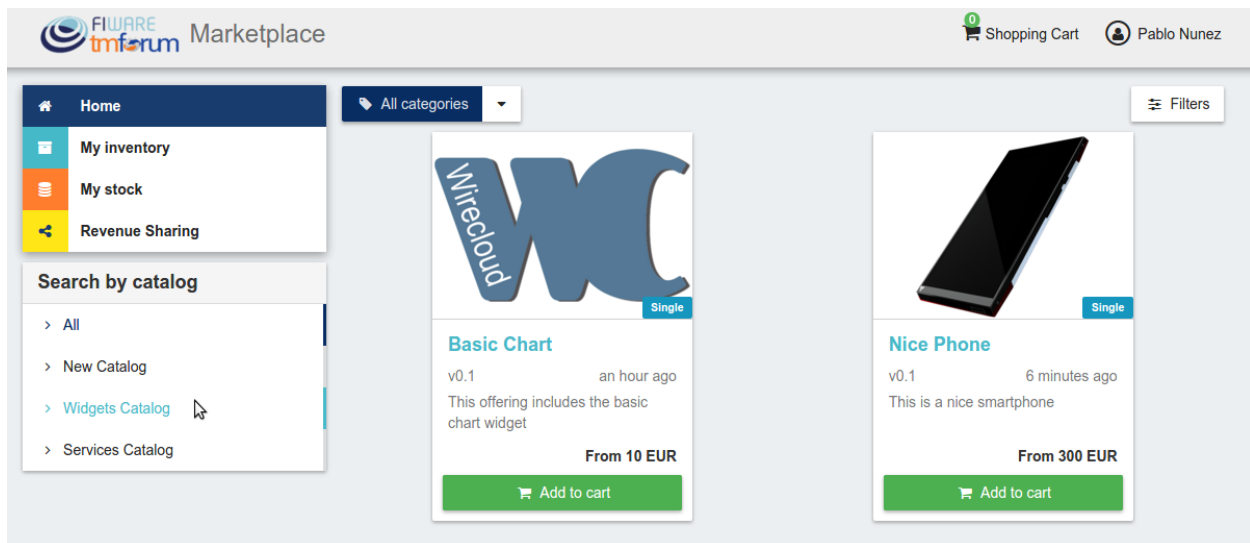 FIWARE
tmforum
Marketplace
0
Shopping Cart
Pablo Nunez
Home
My inventory
My stock
Revenue Sharing
Search by catalog
All
New Catalog
Widgets Catalog
Services Catalog
All categories
Filters
Wirecloud
WC
Single
Basic Chart
v0.1 an hour ago
This offering includes the basic
chart widget
From 10 EUR
Add to cart
Single
Nice Phone
v0.1 6 minutes ago
This is a nice smartphone
From 300 EUR
Add to cart